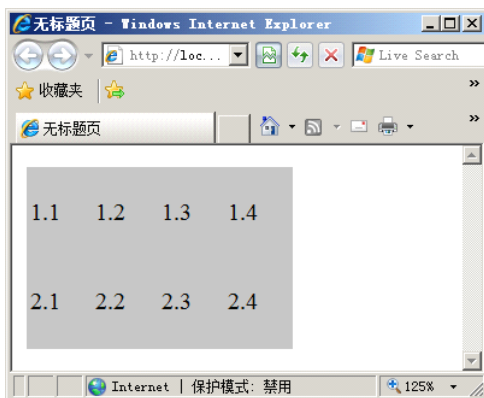 无标题页 - Windows Internet Explorer
http://loc... Live Search
收藏夹 »
无标题页 »
1.1 1.2 1.3 1.4
2.1 2.2 2.3 2.4
Internet | 保护模式: 禁用 125%